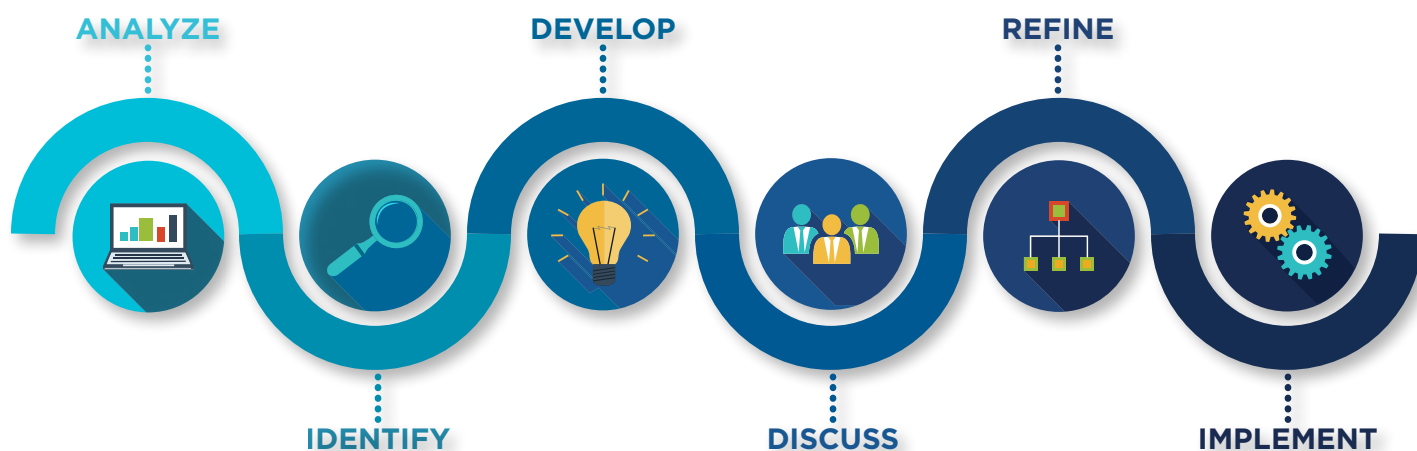 ANALYZE
IDENTIFY
DEVELOP
DISCUSS
REFINE
IMPLEMENT